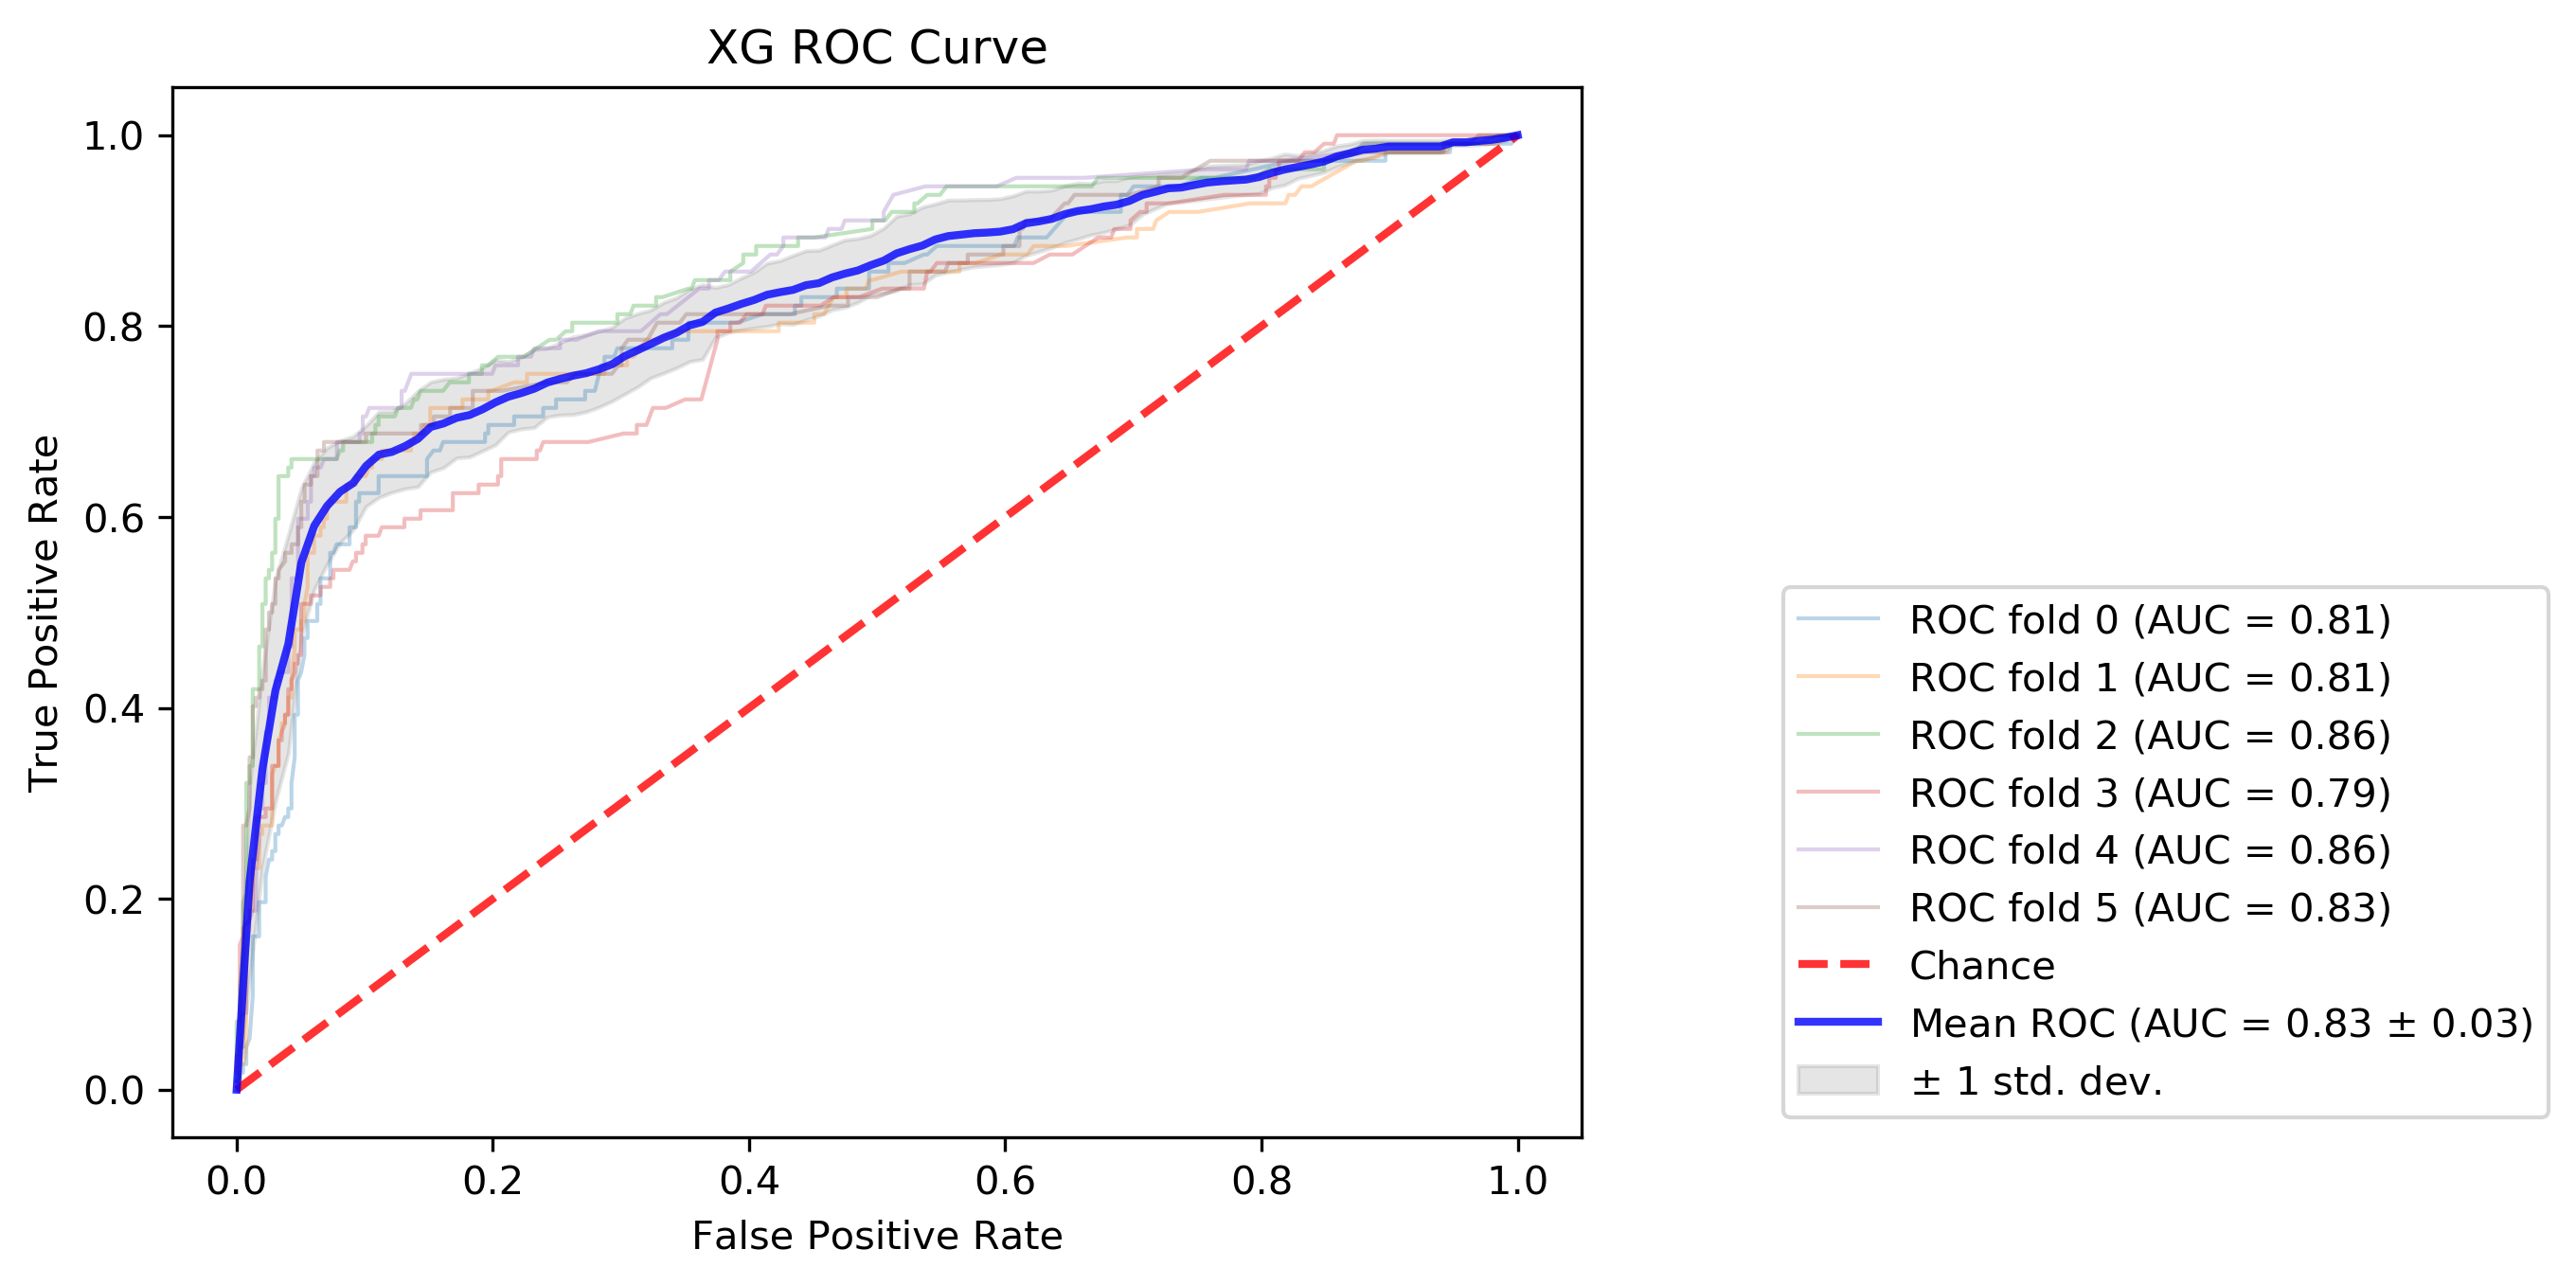 XG ROC Curve
True Positive Rate
1.0
0.8
0.6
0.4
0.2
0.0
0.0 0.2 0.4 0.6 0.8 1.0
False Positive Rate
ROC fold 0 (AUC = 0.81)
ROC fold 1 (AUC = 0.81)
ROC fold 2 (AUC = 0.86)
ROC fold 3 (AUC = 0.79)
ROC fold 4 (AUC = 0.86)
ROC fold 5 (AUC = 0.83)
Chance
Mean ROC (AUC = 0.83 ± 0.03)
± 1 std. dev.